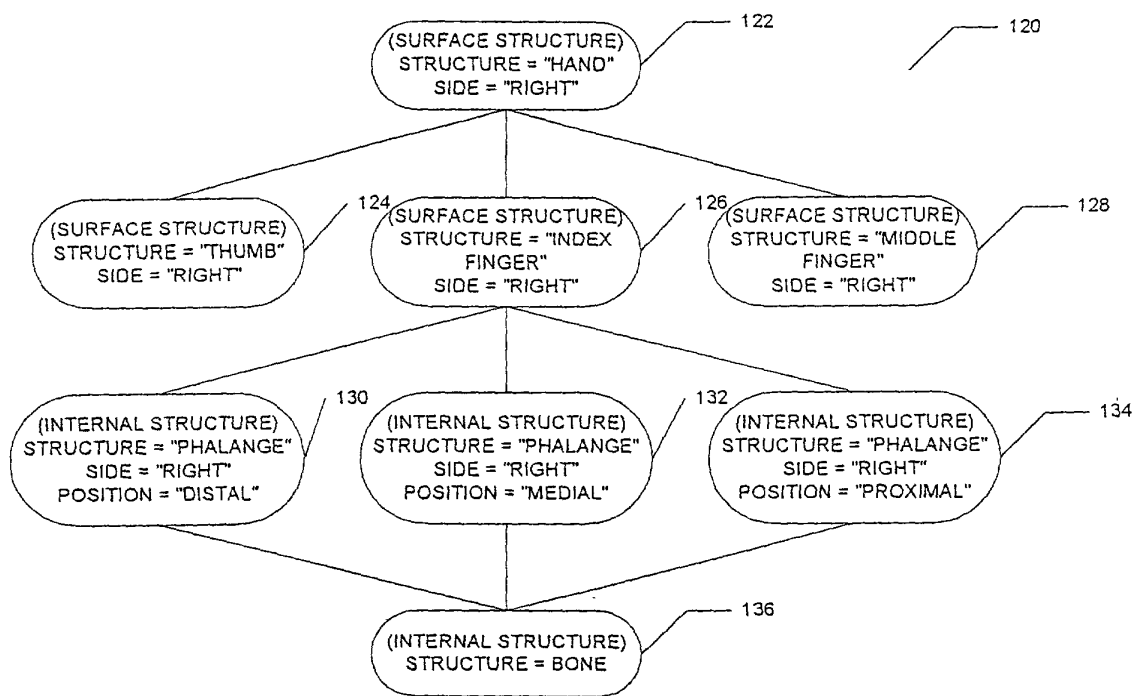 122
120
(SURFACE STRUCTURE)
STRUCTURE = "HAND"
SIDE = "RIGHT"
124
(SURFACE STRUCTURE)
STRUCTURE = "THUMB"
SIDE = "RIGHT"
126
(SURFACE STRUCTURE)
STRUCTURE = "INDEX
FINGER"
SIDE = "RIGHT"
128
(SURFACE STRUCTURE)
STRUCTURE = "MIDDLE
FINGER"
SIDE = "RIGHT"
130
(INTERNAL STRUCTURE)
STRUCTURE = "PHALANGE"
SIDE = "RIGHT"
POSITION = "DISTAL"
132
(INTERNAL STRUCTURE)
STRUCTURE = "PHALANGE"
SIDE = "RIGHT"
POSITION = "MEDIAL"
134
(INTERNAL STRUCTURE)
STRUCTURE = "PHALANGE"
SIDE = "RIGHT"
POSITION = "PROXIMAL"
136
(INTERNAL STRUCTURE)
STRUCTURE = BONE